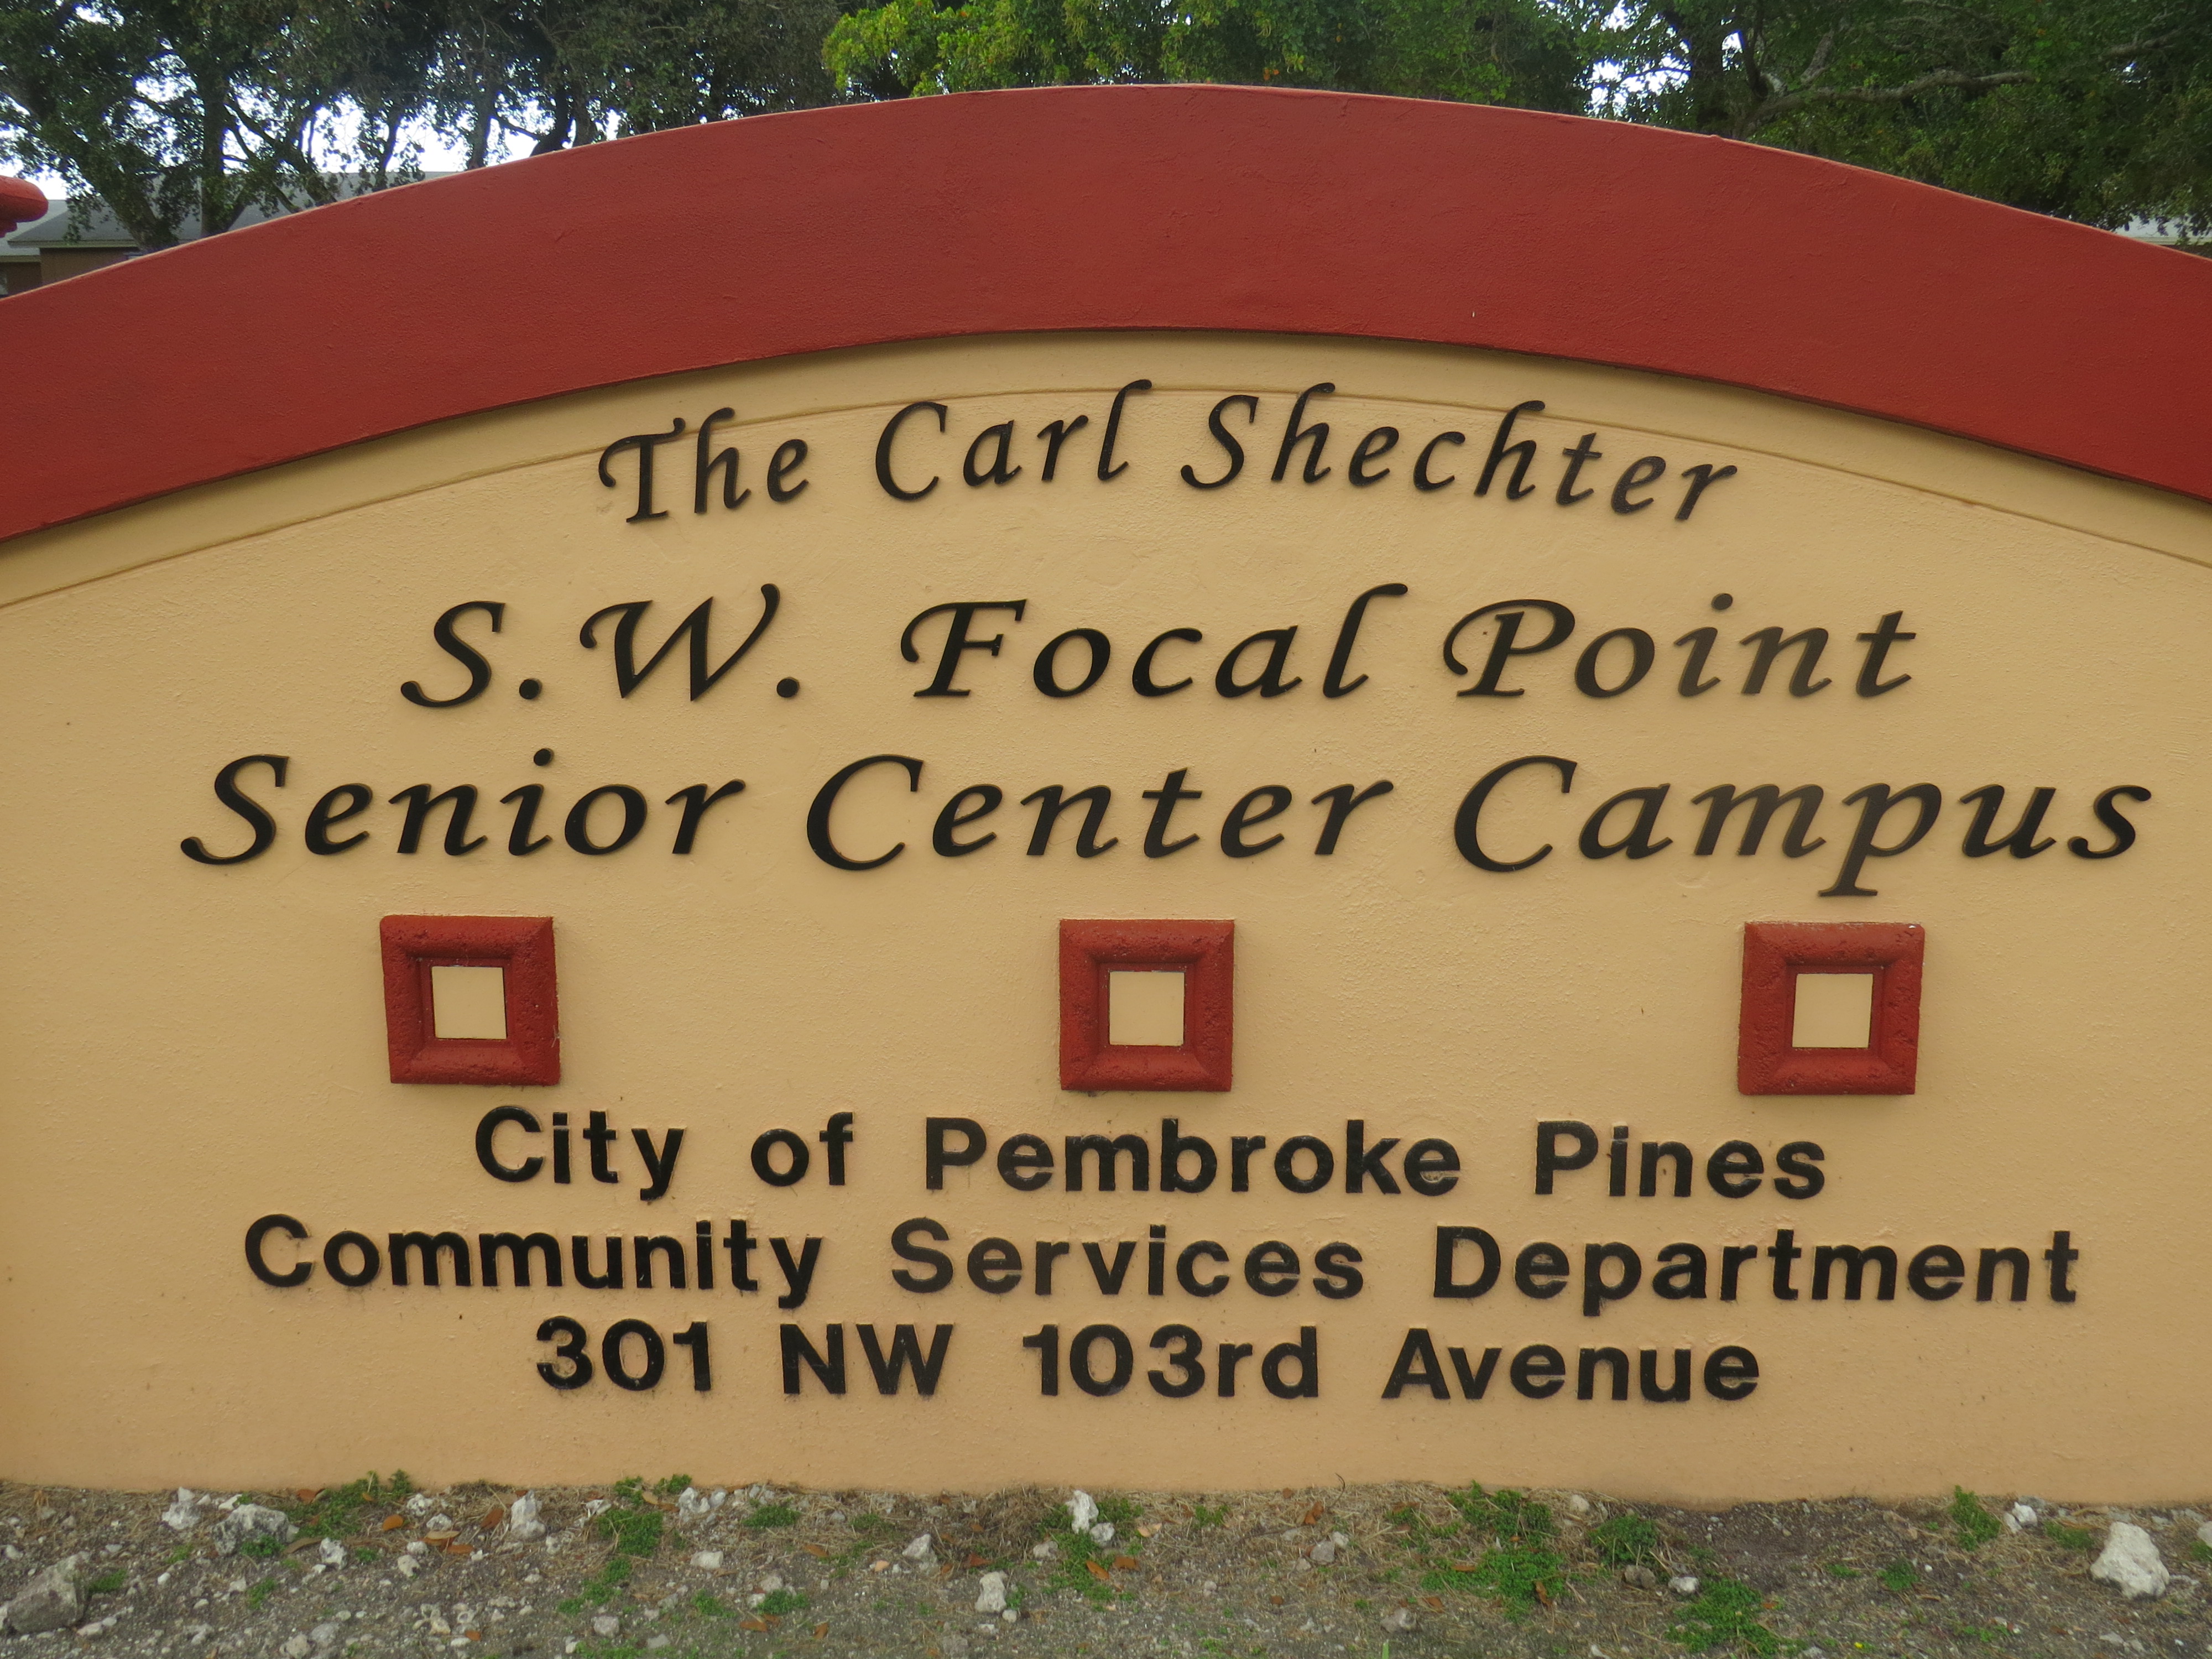 The Carl Shechter
S.W. Focal Point
Senior Center Campus
City of Pembroke Pines
Community Services Department
301 NW 103rd Avenue